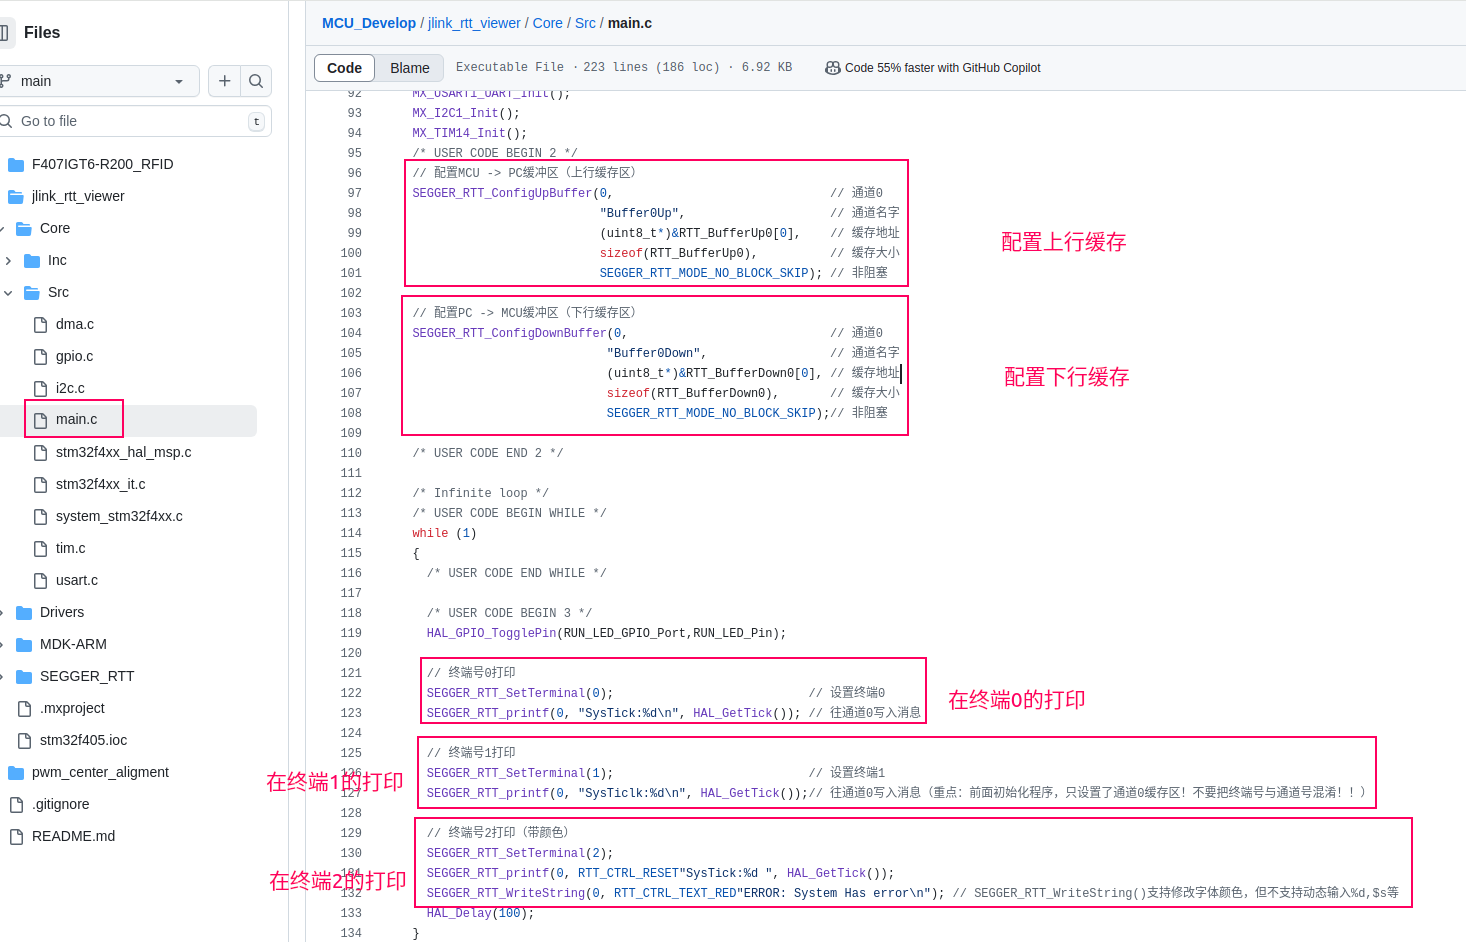 Files
main
Go to file
t
F407IGT6-R200_RFID
jlink_rtt_viewer
Core
Inc
Src
dma.c
gpio.c
i2c.c
main.c
stm32f4xx_hal_msp.c
stm32f4xx_it.c
system_stm32f4xx.c
tim.c
usart.c
Drivers
MDK-ARM
SEGGER_RTT
.mxproject
stm32f405.ioc
pwm_center_aligment
.gitignore
README.md
MCU_Develop / jlink_rtt_viewer / Core / Src / main.c
Code Blame Executable File · 223 lines (186 loc) · 6.92 KB Code 55% faster with GitHub Copilot
92 MX_USART1_UART_Init();
93 MX_I2C1_Init();
94 MX_TIM14_Init();
95 /* USER CODE BEGIN 2 */
96 // 配置MCU -> PC缓冲区（上行缓存区）
97 SEGGER_RTT_ConfigUpBuffer(0, // 通道0
98 "Buffer0Up", // 通道名字
99 (uint8_t*)&RTT_BufferUp0[0], // 缓存地址
100 sizeof(RTT_BufferUp0), // 缓存大小
101 SEGGER_RTT_MODE_NO_BLOCK_SKIP); // 非阻塞
102
103 // 配置PC -> MCU缓冲区（下行缓存区）
104 SEGGER_RTT_ConfigDownBuffer(0, // 通道0
105 "Buffer0Down", // 通道名字
106 (uint8_t*)&RTT_BufferDown0[0], // 缓存地址
107 sizeof(RTT_BufferDown0), // 缓存大小
108 SEGGER_RTT_MODE_NO_BLOCK_SKIP);// 非阻塞
109
110 /* USER CODE END 2 */
111
112 /* Infinite loop */
113 /* USER CODE BEGIN WHILE */
114 while (1)
115 {
116 /* USER CODE END WHILE */
117
118 /* USER CODE BEGIN 3 */
119 HAL_GPIO_TogglePin(RUN_LED_GPIO_Port,RUN_LED_Pin);
120
121 // 终端号0打印
122 SEGGER_RTT_SetTerminal(0); // 设置终端0
123 SEGGER_RTT_printf(0, "SysTick:%d\n", HAL_GetTick()); // 往通道0写入消息
124
125 // 终端号1打印
126 SEGGER_RTT_SetTerminal(1); // 设置终端1
127 SEGGER_RTT_printf(0, "SysTiclk:%d\n", HAL_GetTick());// 往通道0写入消息（重点：前面初始化程序，只设置了通道0缓存区！不要把终端号与通道号混淆！！）
128
129 // 终端号2打印（带颜色）
130 SEGGER_RTT_SetTerminal(2);
131 SEGGER_RTT_printf(0, RTT_CTRL_RESET"SysTick:%d ", HAL_GetTick());
132 SEGGER_RTT_WriteString(0, RTT_CTRL_TEXT_RED"ERROR: System Has error\n"); // SEGGER_RTT_WriteString()支持修改字体颜色，但不支持动态输入%d,$s等
133 HAL_Delay(100);
134 }
配置上行缓存
配置下行缓存
在终端0的打印
在终端1的打印
在终端2的打印